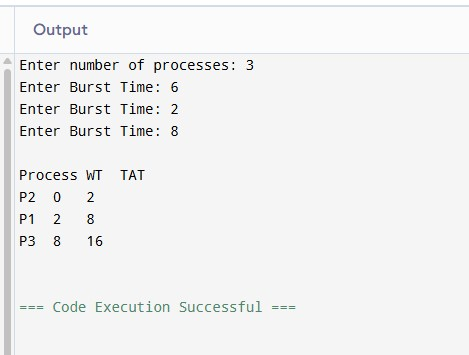 Output
Enter number of processes: 3
Enter Burst Time: 6
Enter Burst Time: 2
Enter Burst Time: 8
Process WT  TAT
P2  0   2
P1  2   8
P3  8   16
=== Code Execution Successful ===